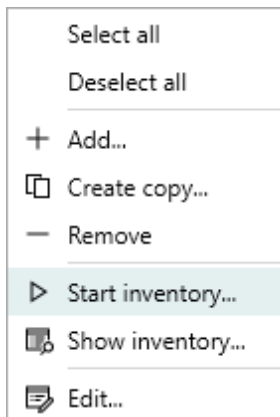 Select all
Deselect all
Add...
Create copy...
Remove
Start inventory...
Show inventory...
Edit...